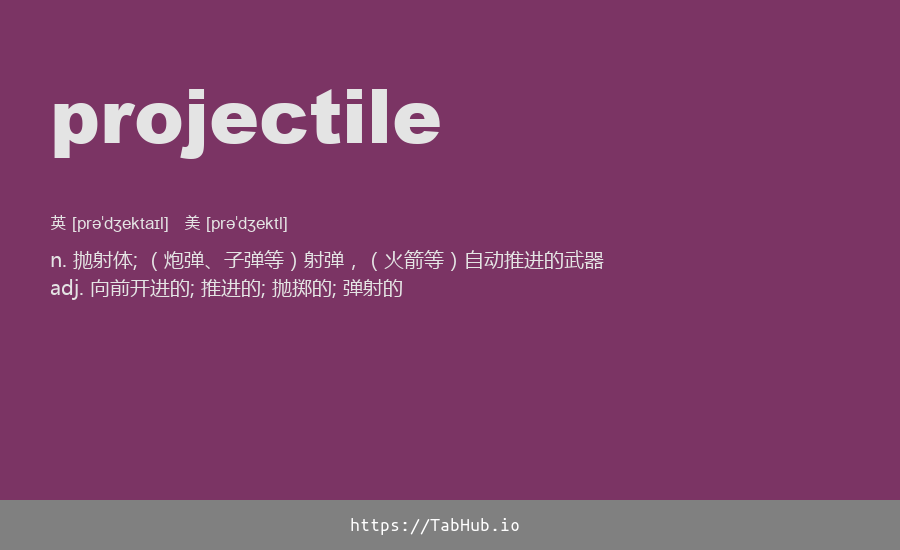 projectile
英 [prəˈdʒektaɪl] 美 [prəˈdʒektl]
n. 抛射体; （炮弹、子弹等）射弹，（火箭等）自动推进的武器
adj. 向前开进的; 推进的; 抛掷的; 弹射的
https://TabHub.io